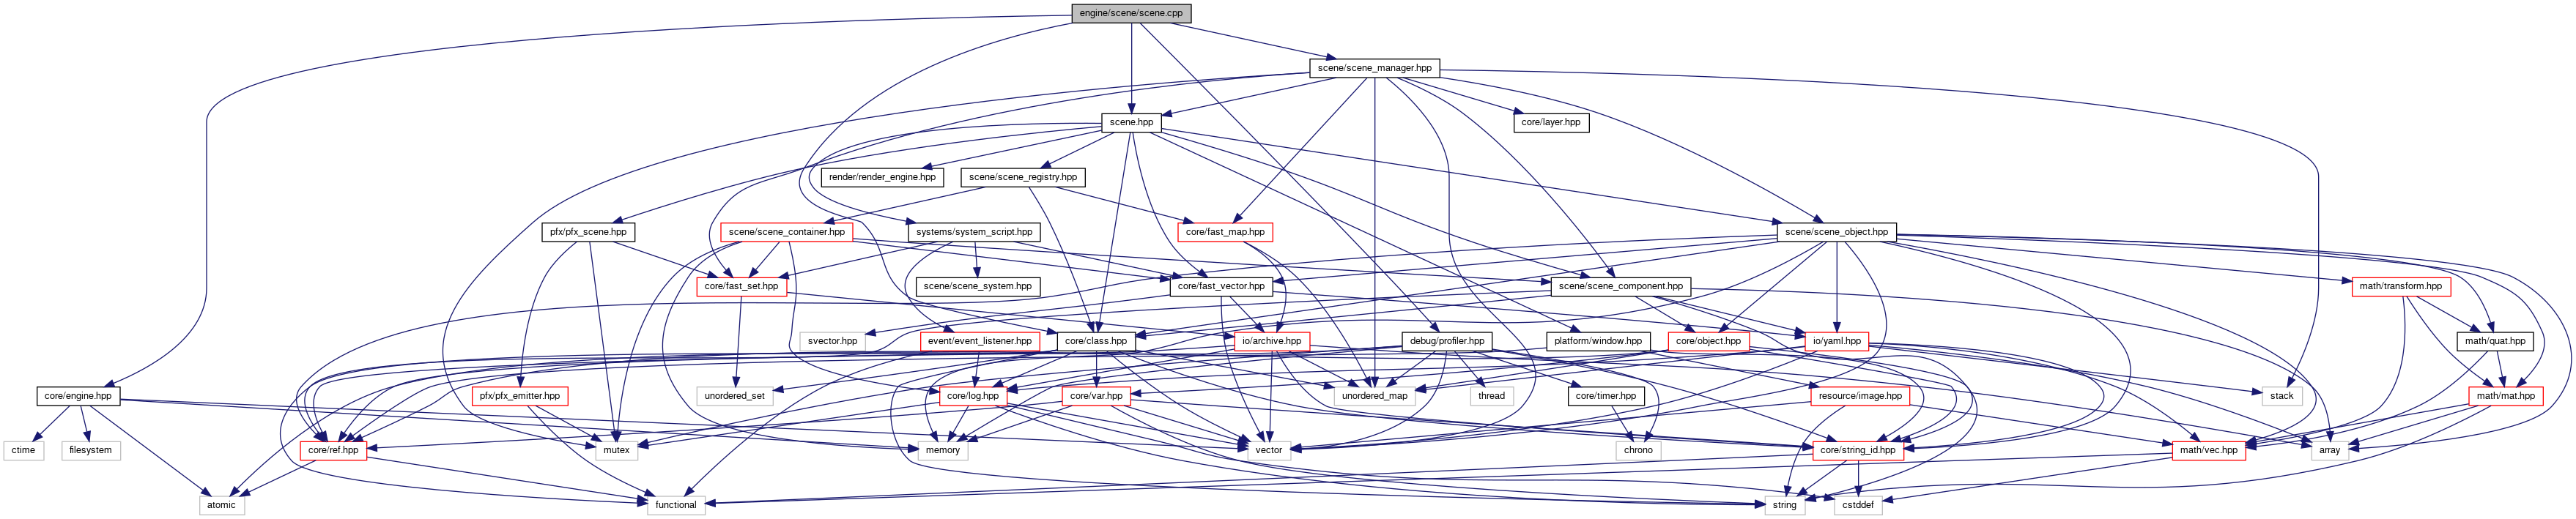 engine/scene/scene.cpp
scene/scene_manager.hpp
scene.hpp
core/layer.hpp
render/render_engine.hpp
scene/scene_registry.hpp
pfx/pfx_scene.hpp
scene/scene_container.hpp
systems/system_script.hpp
core/fast_map.hpp
scene/scene_object.hpp
core/fast_set.hpp
scene/scene_system.hpp
core/fast_vector.hpp
scene/scene_component.hpp
math/transform.hpp
svector.hpp
event/event_listener.hpp
core/class.hpp
io/archive.hpp
debug/profiler.hpp
platform/window.hpp
core/object.hpp
io/yaml.hpp
math/quat.hpp
core/engine.hpp
pfx/pfx_emitter.hpp
unordered_set
core/log.hpp
core/var.hpp
unordered_map
thread
core/timer.hpp
resource/image.hpp
stack
math/mat.hpp
ctime
filesystem
core/ref.hpp
mutex
memory
vector
chrono
core/string_id.hpp
math/vec.hpp
array
atomic
functional
string
cstddef